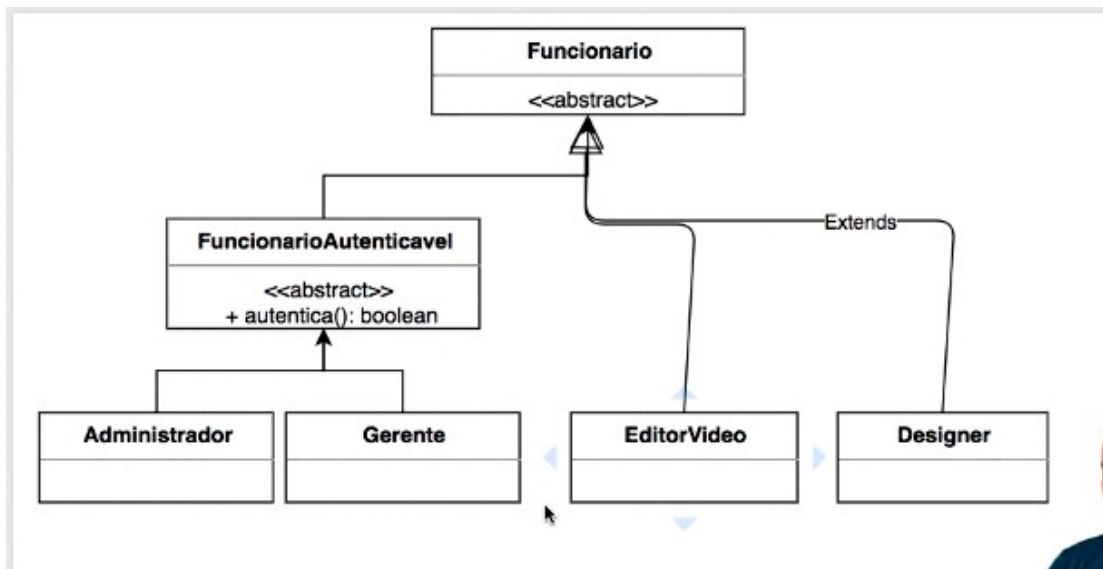 Funcionario
<<abstract>>
FuncionarioAutenticavel
<<abstract>>
+ autentica(): boolean
Extends
Administrador
Gerente
EditorVideo
Designer